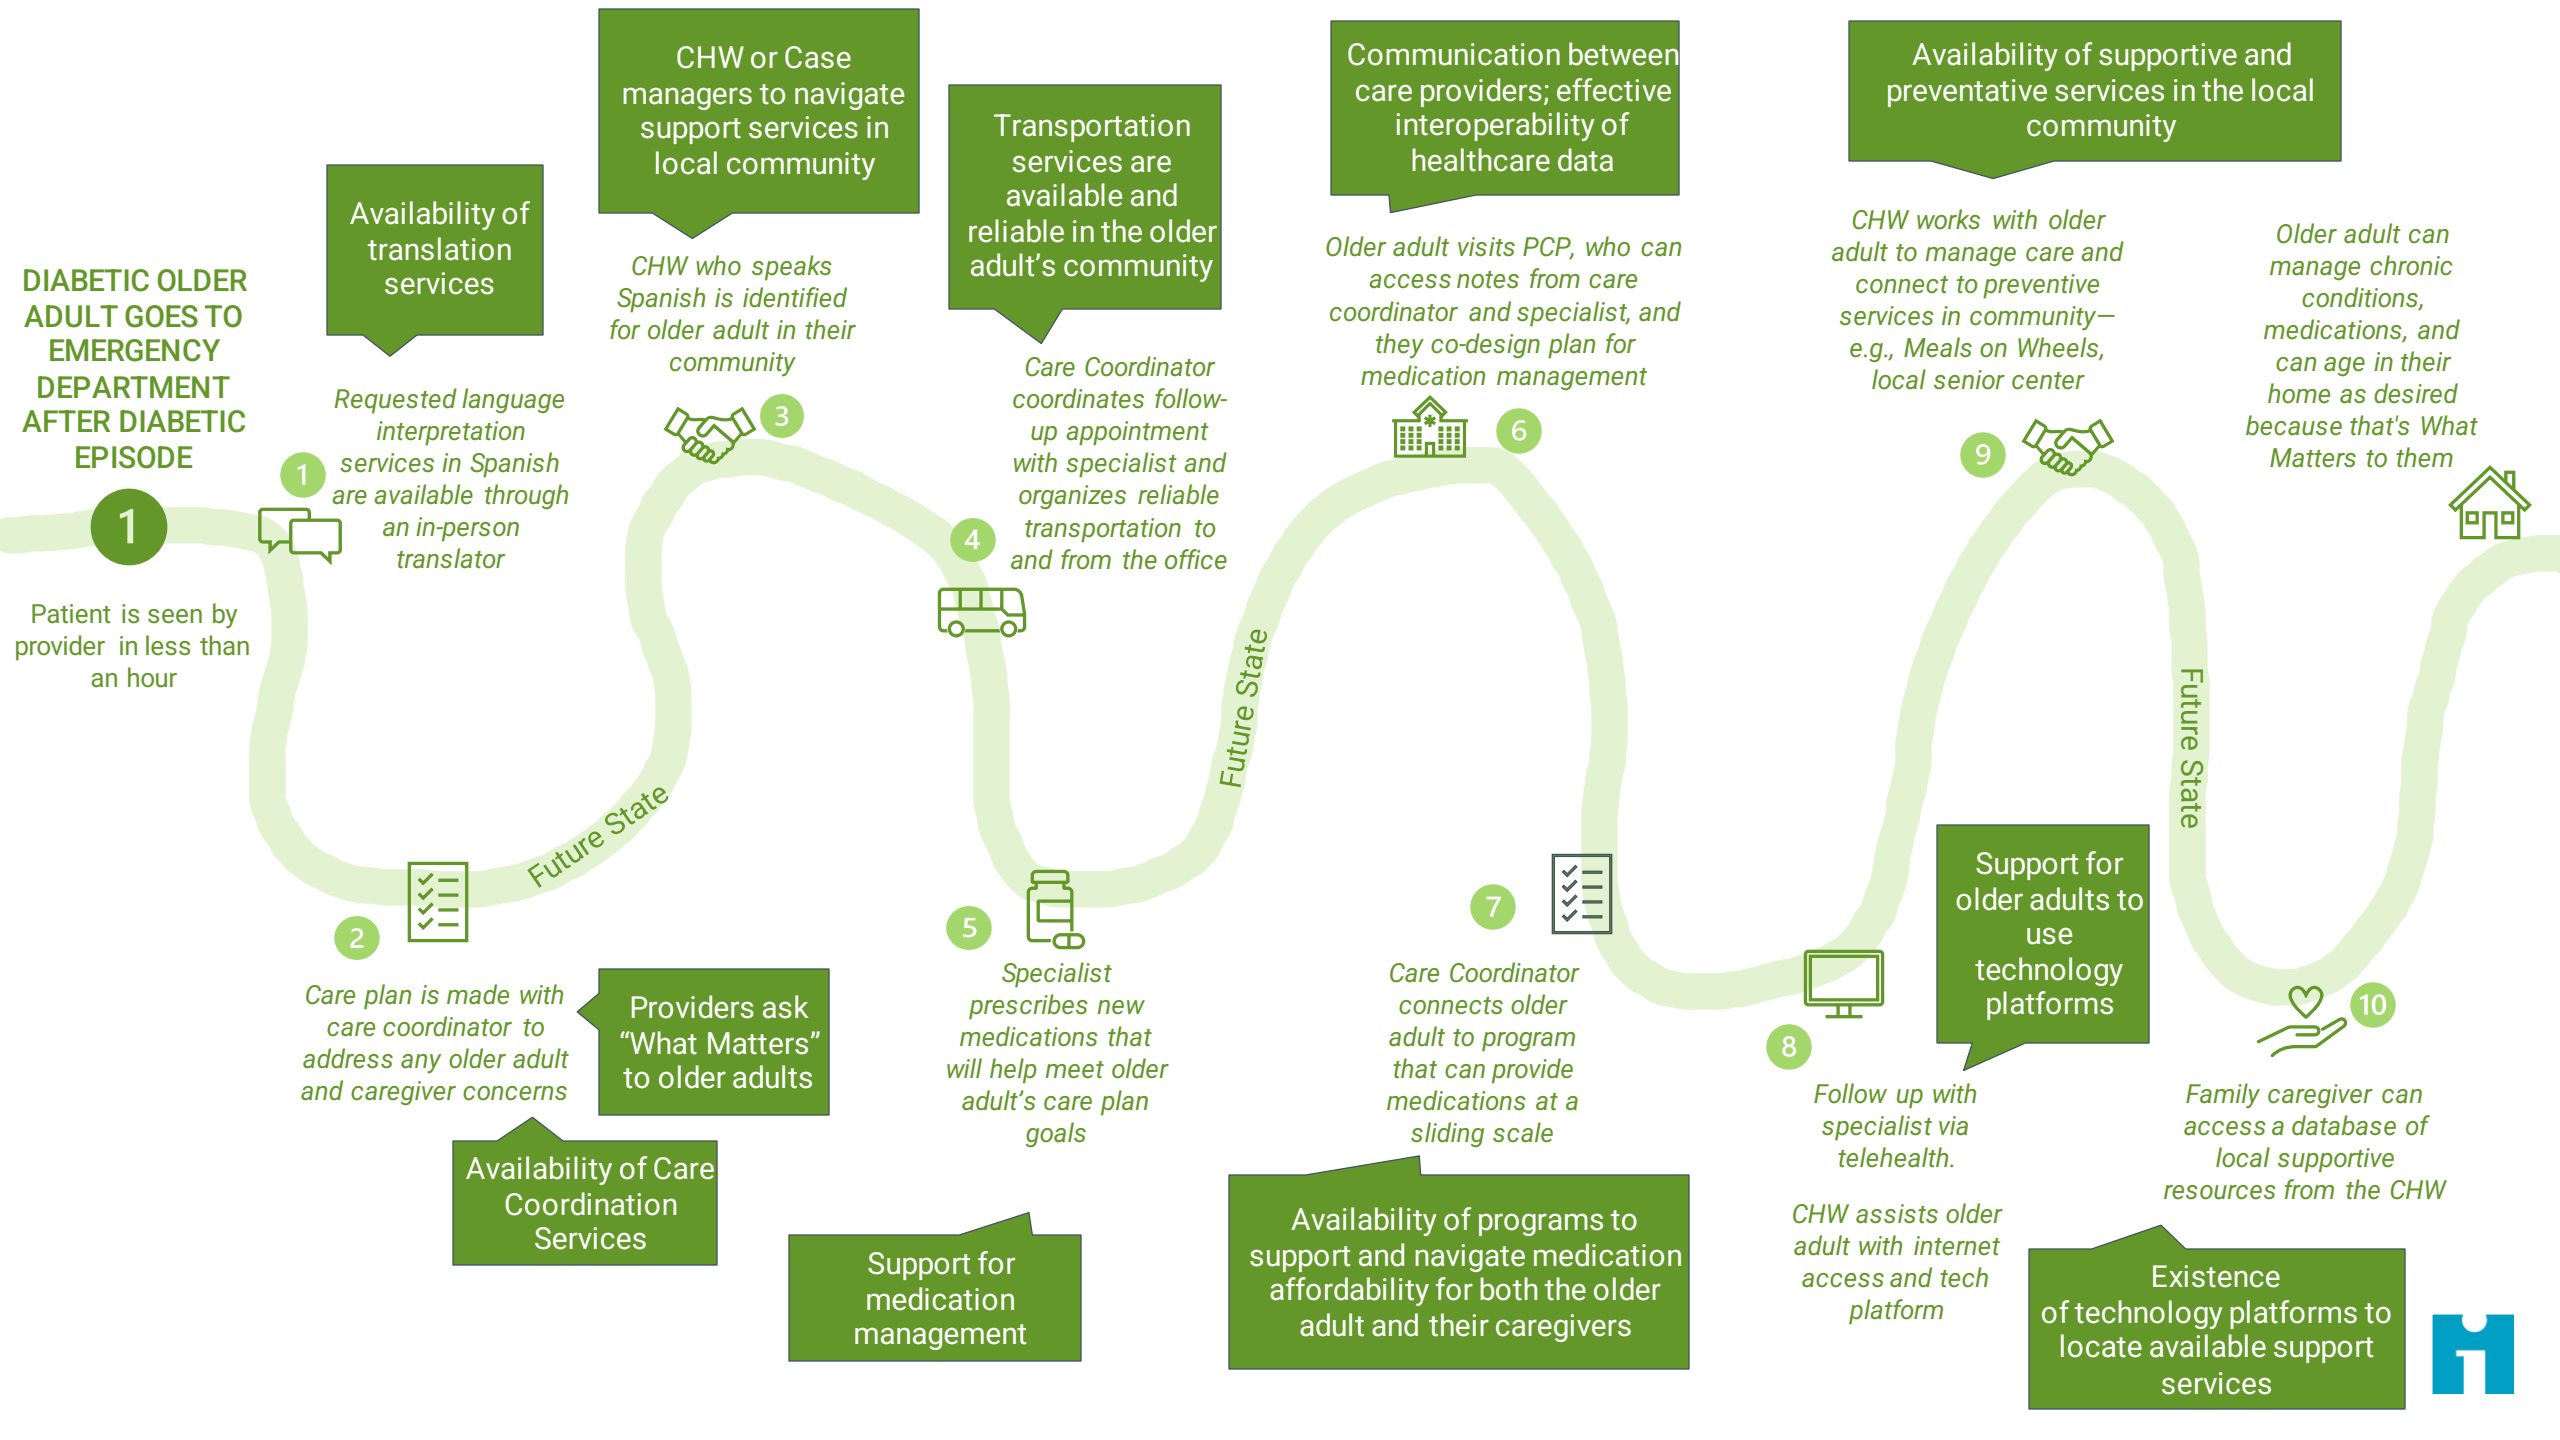 DIABETIC OLDER
ADULT GOES TO
EMERGENCY
DEPARTMENT
AFTER DIABETIC
EPISODE
1
Patient is seen by
provider in less than
an hour
Availability of
translation
services
1
Requested language
interpretation
services in Spanish
are available through
an in-person
translator
2
Care plan is made with
care coordinator to
address any older adult
and caregiver concerns
Providers ask
“What Matters”
to older adults
Availability of Care
Coordination
Services
Future State
CHW or Case
managers to navigate
support services in
local community
CHW who speaks
Spanish is identified
for older adult in their
community
3
Transportation
services are
available and
reliable in the older
adult’s community
Care Coordinator
coordinates follow-
up appointment
with specialist and
organizes reliable
transportation to
and from the office
4
5
Specialist
prescribes new
medications that
will help meet older
adult’s care plan
goals
Support for
medication
management
Future State
Communication between
care providers; effective
interoperability of
healthcare data
Older adult visits PCP, who can
access notes from care
coordinator and specialist, and
they co-design plan for
medication management
6
7
Care Coordinator
connects older
adult to program
that can provide
medications at a
sliding scale
Availability of programs to
support and navigate medication
affordability for both the older
adult and their caregivers
8
Support for
older adults to
use
technology
platforms
Follow up with
specialist via
telehealth.
CHW assists older
adult with internet
access and tech
platform
Availability of supportive and
preventative services in the local
community
CHW works with older
adult to manage care and
connect to preventive
services in community—
e.g., Meals on Wheels,
local senior center
9
Future State
10
Family caregiver can
access a database of
local supportive
resources from the CHW
Existence
of technology platforms to
locate available support
services
Older adult can
manage chronic
conditions,
medications, and
can age in their
home as desired
because that's What
Matters to them